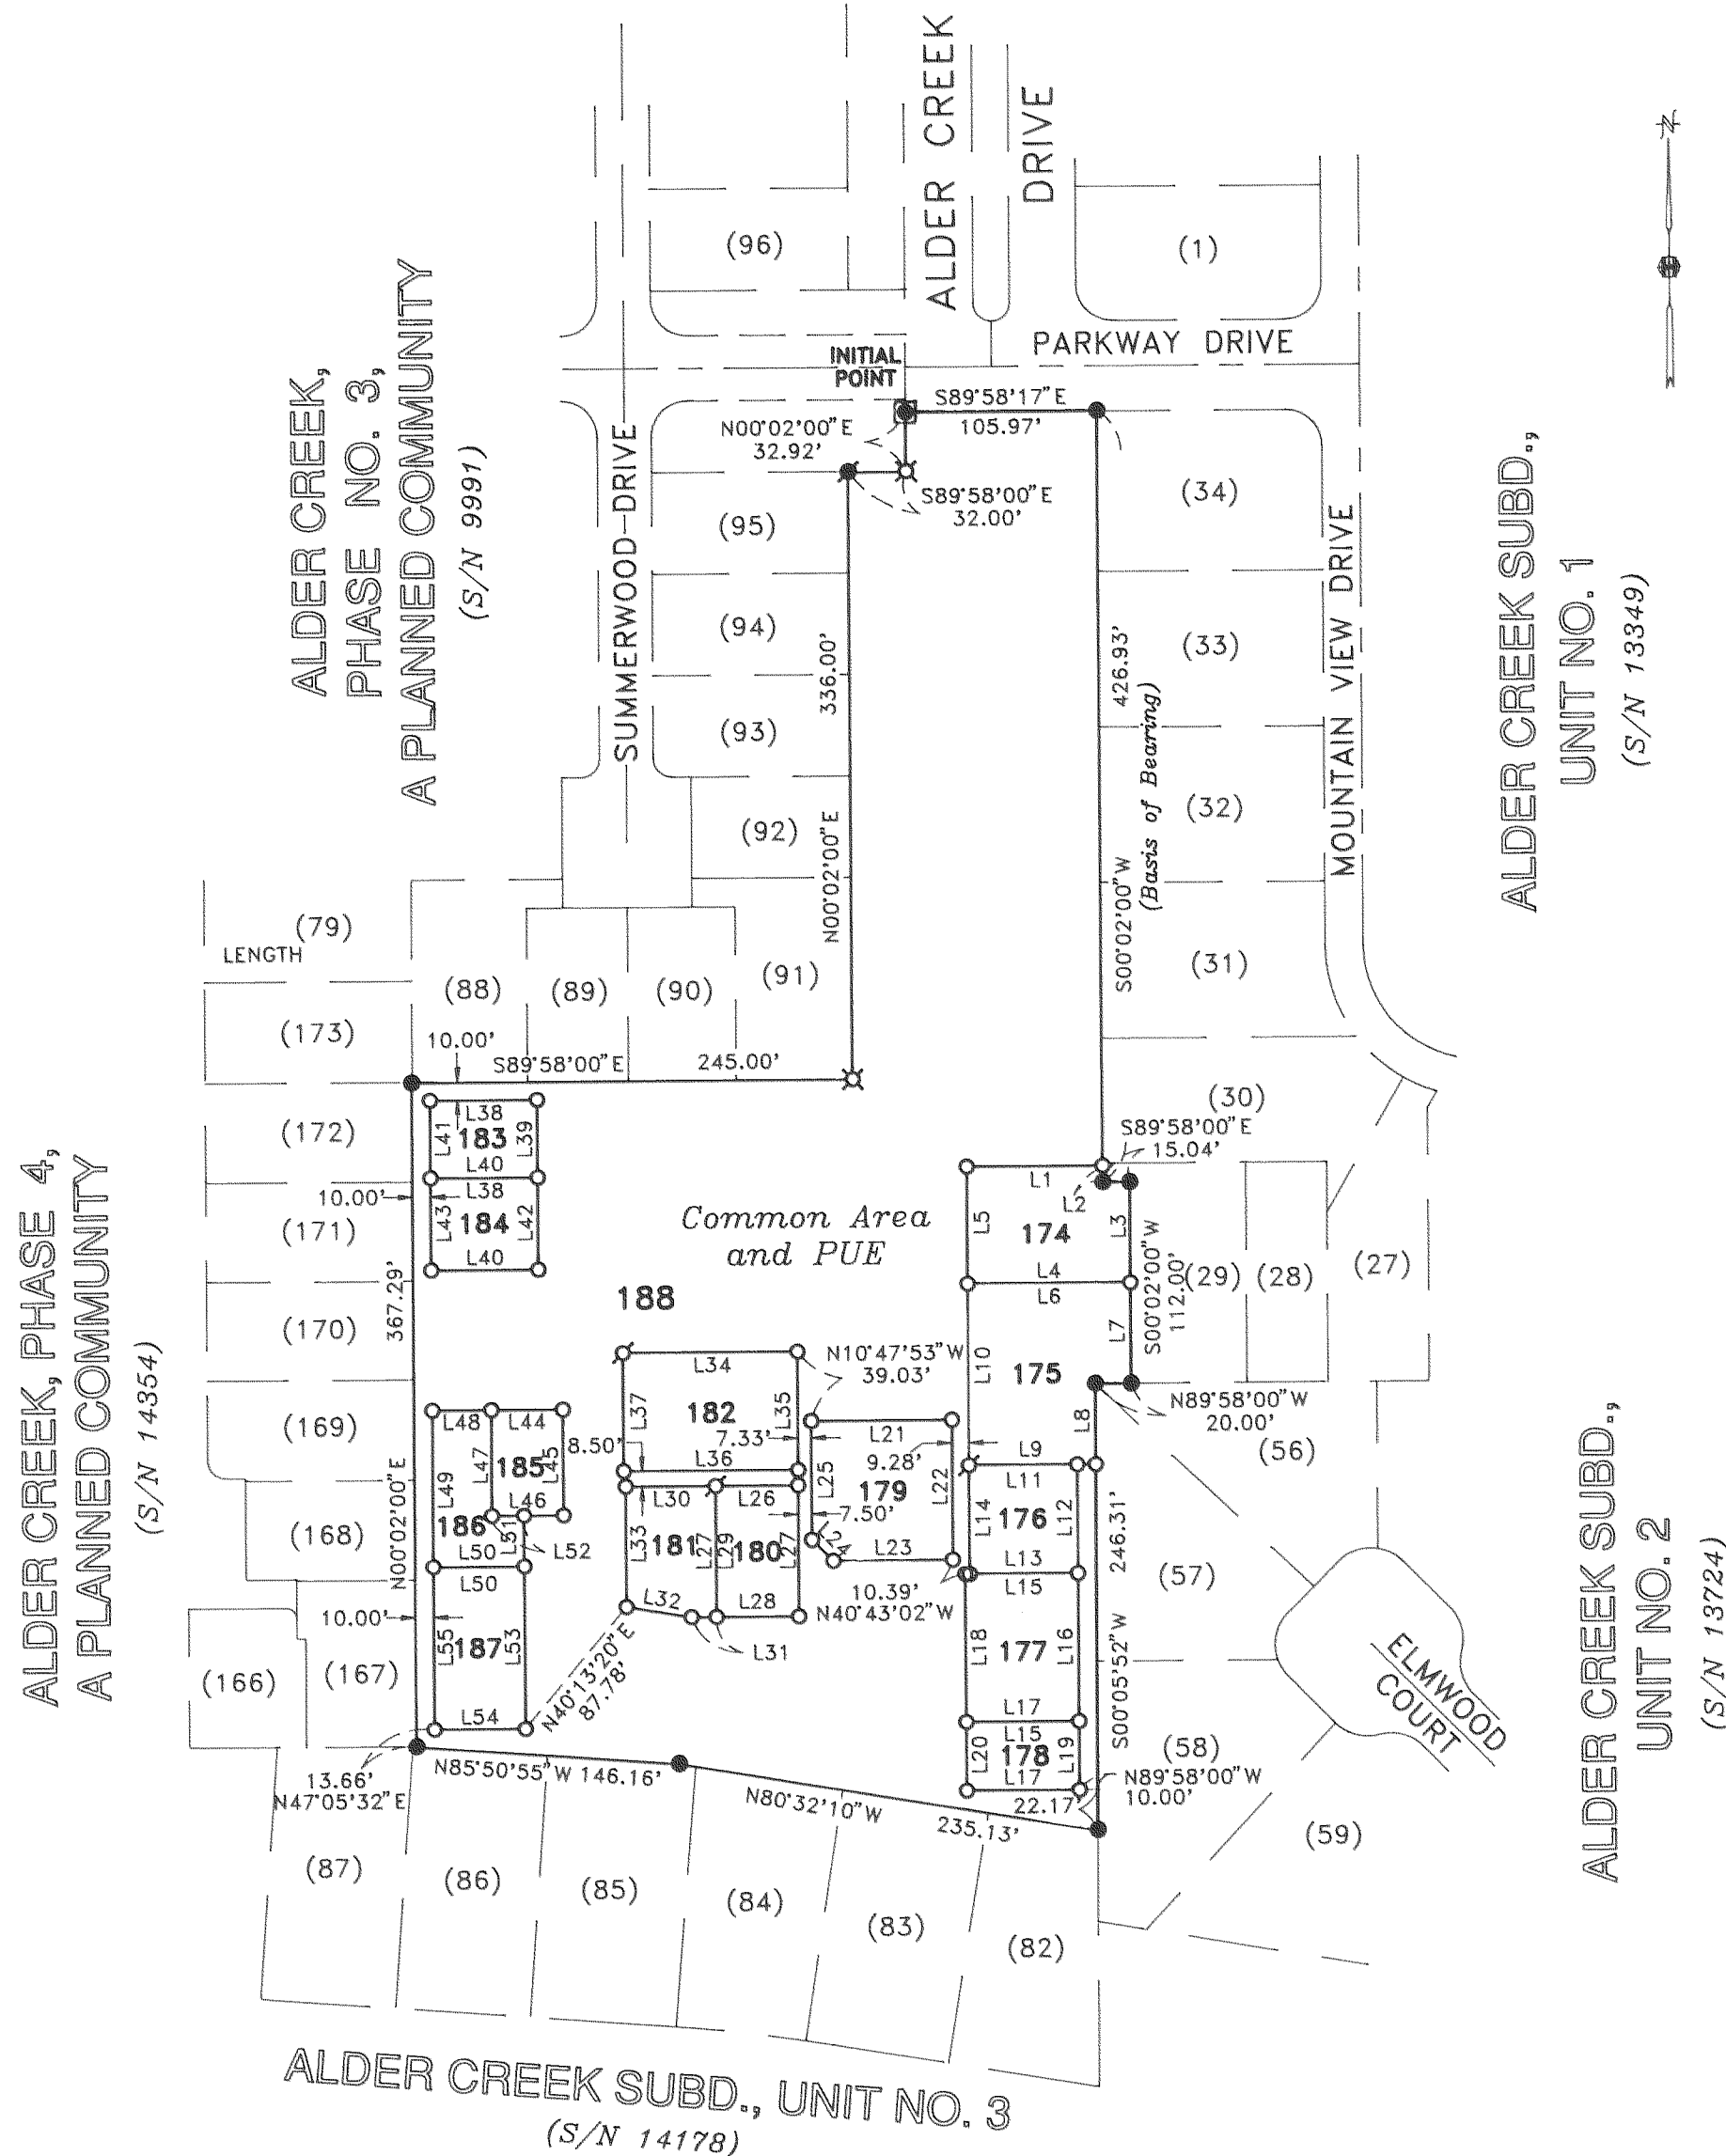 ALDER CREEK
DRIVE
(96)
(1)
PARKWAY DRIVE
INITIAL
POINT
S89°58'17"E
105.97'
N00°02'00"E
32.92'
S89°58'00"E
32.00'
ALDER CREEK,
PHASE NO. 3,
A PLANNED COMMUNITY
(S/N 9991)
SUMMERWOOD DRIVE
(95)
(94)
(93)
(92)
(91)
(90)
(89)
(88)
(79)
LENGTH
(173)
336.00'
N00°02'00"E
426.93'
(Basis of Bearing)
S00°02'00"W
(34)
(33)
(32)
(31)
(30)
MOUNTAIN VIEW DRIVE
ALDER CREEK SUBD.,
UNIT NO. 1
(S/N 13349)
10.00'
S89°58'00"E
245.00'
(172)
(171)
(170)
(169)
(168)
(167)
(166)
L38
L41
183
L39
L40
10.00'
L38
L43
184
L42
L40
367.29'
N00°02'00"E
ALDER CREEK, PHASE 4,
A PLANNED COMMUNITY
(S/N 14354)
Common Area
and PUE
188
S89°58'00"E
15.04'
L1
L2
L5
174
L3
L4
L6
S00°02'00"W
112.00'
L7
(29)
(28)
(27)
L10
175
L8
N89°58'00"W
20.00'
(56)
L9
L34
N10°47'53"W
39.03'
L37
182
L35
7.33'
8.50'
L36
L21
9.28'
L25
179
L22
7.50'
L24
L23
L11
L14
176
L12
L13
L15
246.31'
(57)
10.39'
N40°43'02"W
L48
L44
L47
185
L45
L49
L46
186
L51
L52
L50
L50
10.00'
L55
187
L53
L54
L30
L26
L33
181
L27
L29
180
L27
L32
L28
L31
N40°13'20"E
87.78'
L18
177
L16
L17
L15
L20
178
L19
L17
S00°05'52"W
(58)
ELMWOOD
COURT
N89°58'00"W
10.00'
22.17'
13.66'
N47°05'32"E
N85°50'55"W 146.16'
N80°32'10"W
235.13'
(59)
(87)
(86)
(85)
(84)
(83)
(82)
ALDER CREEK SUBD.,
UNIT NO. 2
(S/N 13724)
ALDER CREEK SUBD., UNIT NO. 3
(S/N 14178)